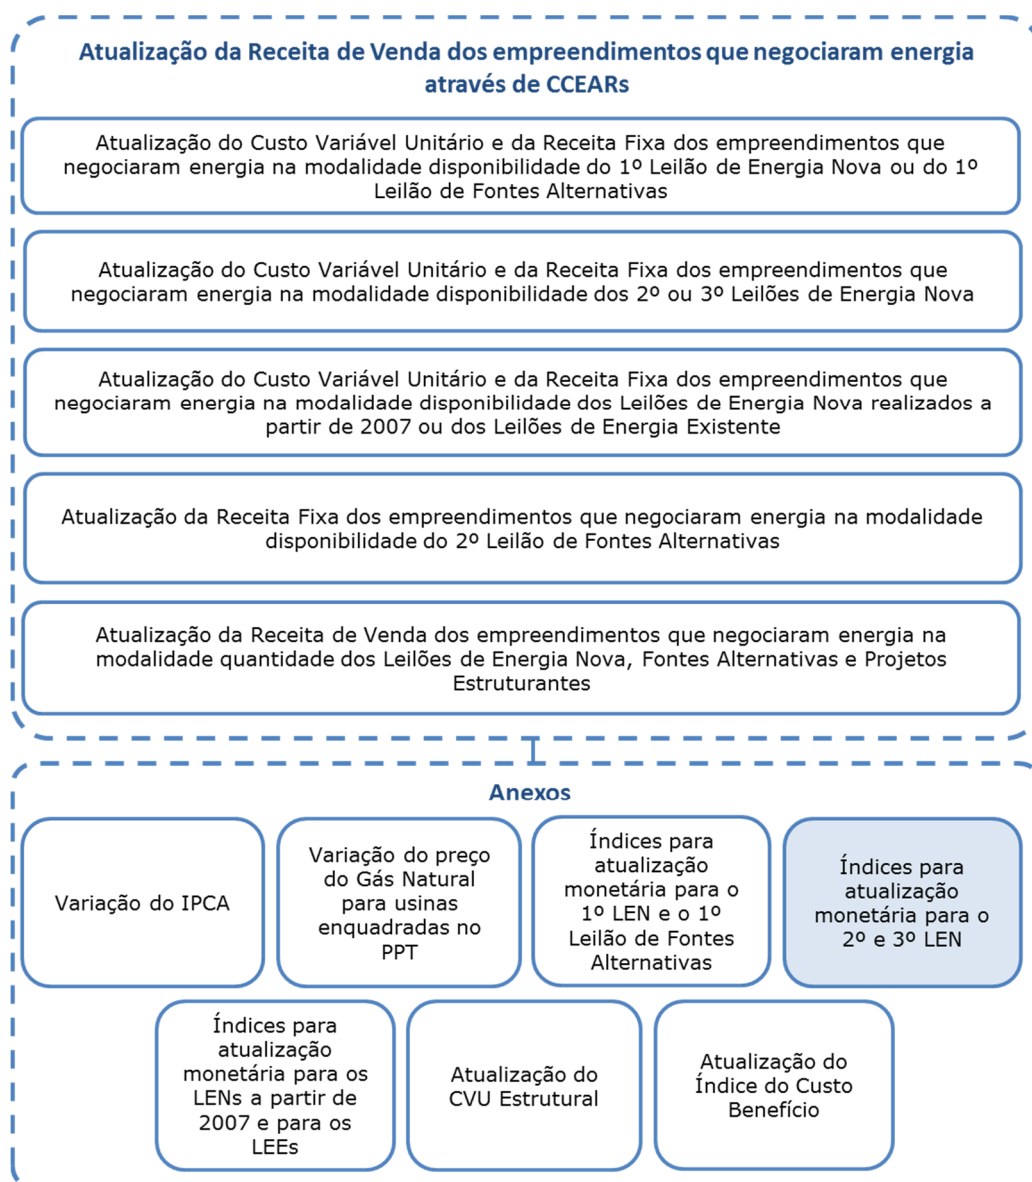 Atualização da Receita de Venda dos empreendimentos que negociaram energia
através de CCEARs
Atualização do Custo Variável Unitário e da Receita Fixa dos empreendimentos que
negociaram energia na modalidade disponibilidade do 1º Leilão de Energia Nova ou do 1º
Leilão de Fontes Alternativas
Atualização do Custo Variável Unitário e da Receita Fixa dos empreendimentos que
negociaram energia na modalidade disponibilidade dos 2º ou 3º Leilões de Energia Nova
Atualização do Custo Variável Unitário e da Receita Fixa dos empreendimentos que
negociaram energia na modalidade disponibilidade dos Leilões de Energia Nova realizados a
partir de 2007 ou dos Leilões de Energia Existente
Atualização da Receita Fixa dos empreendimentos que negociaram energia na modalidade
disponibilidade do 2º Leilão de Fontes Alternativas
Atualização da Receita de Venda dos empreendimentos que negociaram energia na
modalidade quantidade dos Leilões de Energia Nova, Fontes Alternativas e Projetos
Estruturantes
Anexos
Variação do IPCA
Variação do preço
do Gás Natural
para usinas
enquadradas no
PPT
Índices para
atualização
monetária para o
1º LEN e o 1º
Leilão de Fontes
Alternativas
Índices para
atualização
monetária para o
2º e 3º LEN
Índices para
atualização
monetária para os
LENs a partir de
2007 e para os
LEEs
Atualização do
CVU Estrutural
Atualização do
Índice do Custo
Benefício